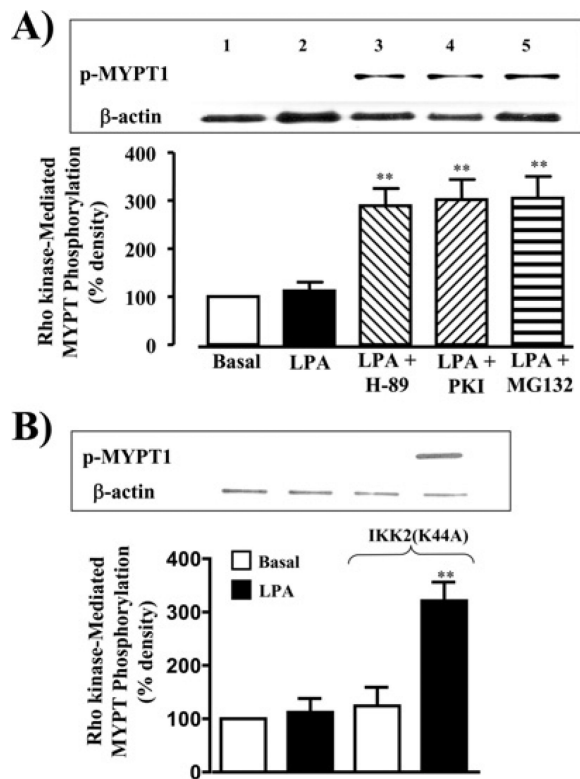 A)
1 2 3 4 5
p-MYPT1
β-actin
Rho kinase-Mediated
MYPT Phosphorylation
(% density)
400
300
200
100
0
** ** **
Basal LPA LPA + H-89 LPA + PKI LPA + MG132
B)
p-MYPT1
β-actin
IKK2(K44A)
Rho kinase-Mediated
MYPT Phosphorylation
(% density)
400
300
200
100
0
Basal
LPA
**